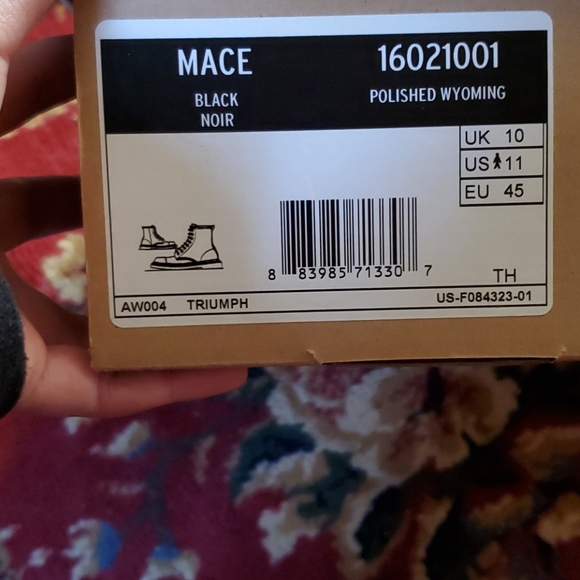 MACE 16021001
BLACK POLISHED WYOMING
NOIR
UK 10
US 11
EU 45
8 83985 71330 7
TH
AW004 TRIUMPH US-F084323-01